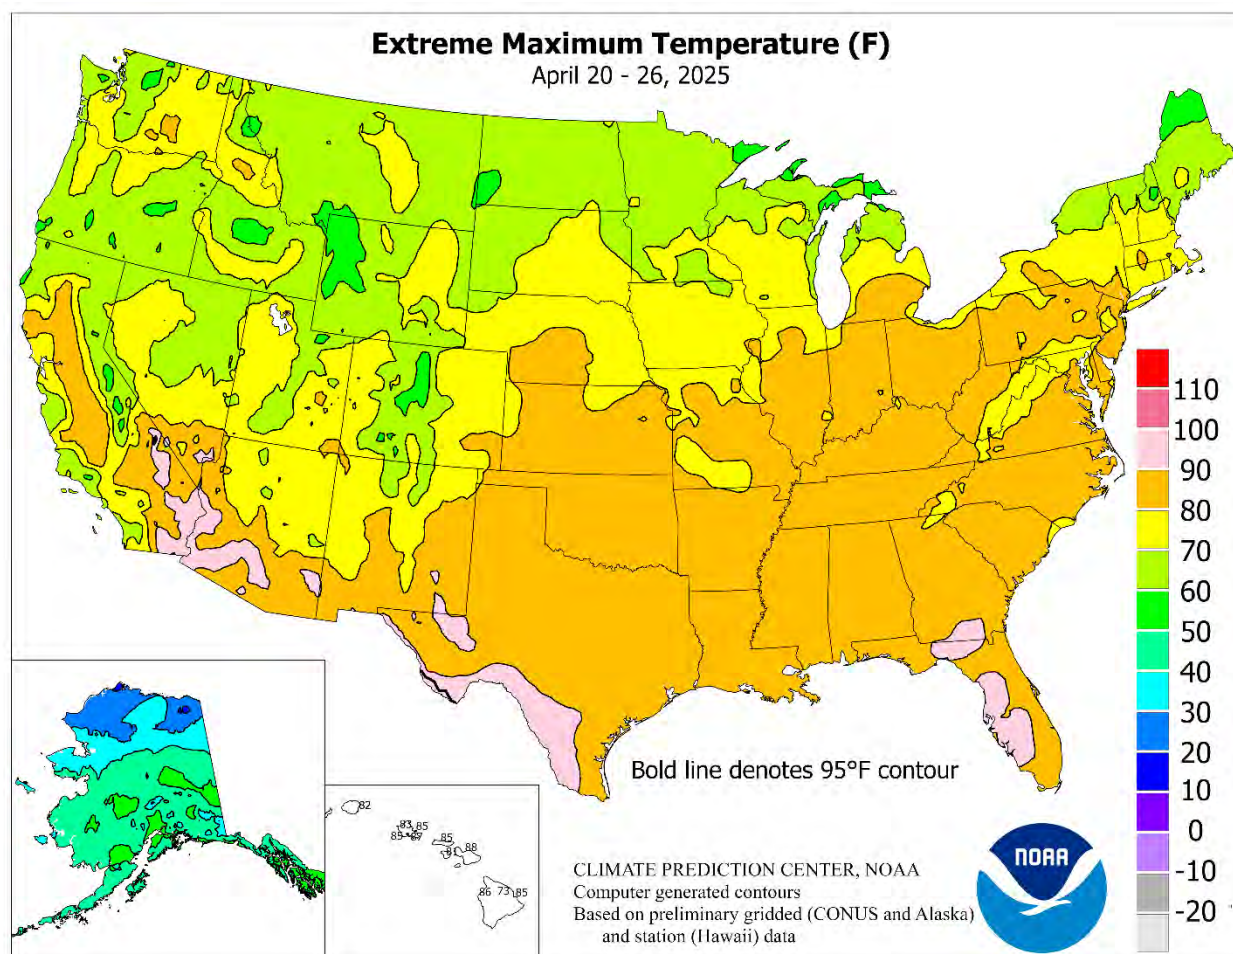 Extreme Maximum Temperature (F)
April 20 - 26, 2025
110
100
90
80
70
60
50
40
30
20
10
0
-10
-20
Bold line denotes 95°F contour
82
83
85
85
87
85
81
88
86 73 85
CLIMATE PREDICTION CENTER, NOAA
Computer generated contours
Based on preliminary gridded (CONUS and Alaska)
and station (Hawaii) data
NOAA